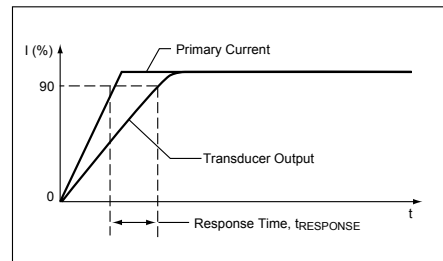 I (%)
Primary Current
90
Transducer Output
0
t
Response Time, tRESPONSE